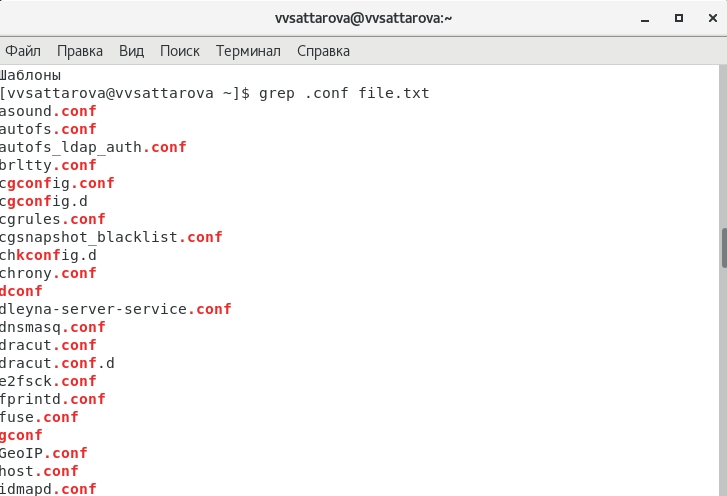 vvsattarova@vvsattarova:~
Файл Правка Вид Поиск Терминал Справка
Шаблоны
[vvsattarova@vvsattarova ~]$ grep .conf file.txt
asound.conf
autofs.conf
autofs_ldap_auth.conf
brltty.conf
cgconfig.conf
cgconfig.d
cgrules.conf
cgsnapshot_blacklist.conf
chkconfig.d
chrony.conf
dconf
dleyna-server-service.conf
dnsmasq.conf
dracut.conf
dracut.conf.d
e2fsck.conf
fprintd.conf
fuse.conf
gconf
GeoIP.conf
host.conf
idmapd.conf